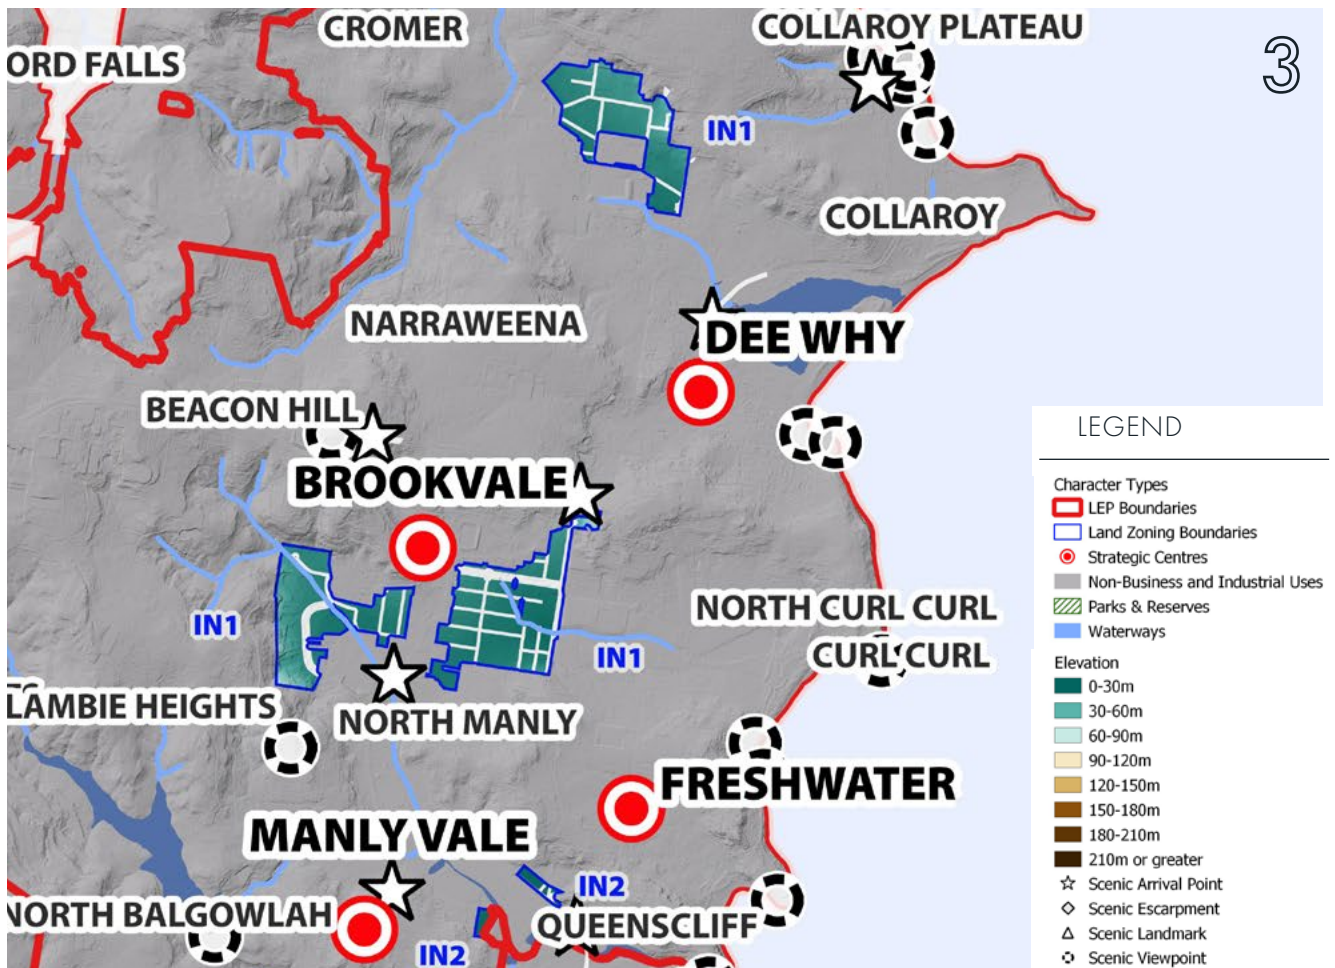 CROMER
COLLAROY PLATEAU
3
ORD FALLS
IN1
COLLAROY
NARRAWEENA
DEE WHY
BEACON HILL
BROOKVALE
IN1
NORTH CURL CURL
IN1
CURL CURL
LAMBIE HEIGHTS
NORTH MANLY
FRESHWATER
MANLY VALE
IN2
NORTH BALGOWLAH
QUEENSCLIFF
IN2
LEGEND
Character Types
LEP Boundaries
Land Zoning Boundaries
Strategic Centres
Non-Business and Industrial Uses
Parks & Reserves
Waterways
Elevation
0-30m
30-60m
60-90m
90-120m
120-150m
150-180m
180-210m
210m or greater
Scenic Arrival Point
Scenic Escarpment
Scenic Landmark
Scenic Viewpoint